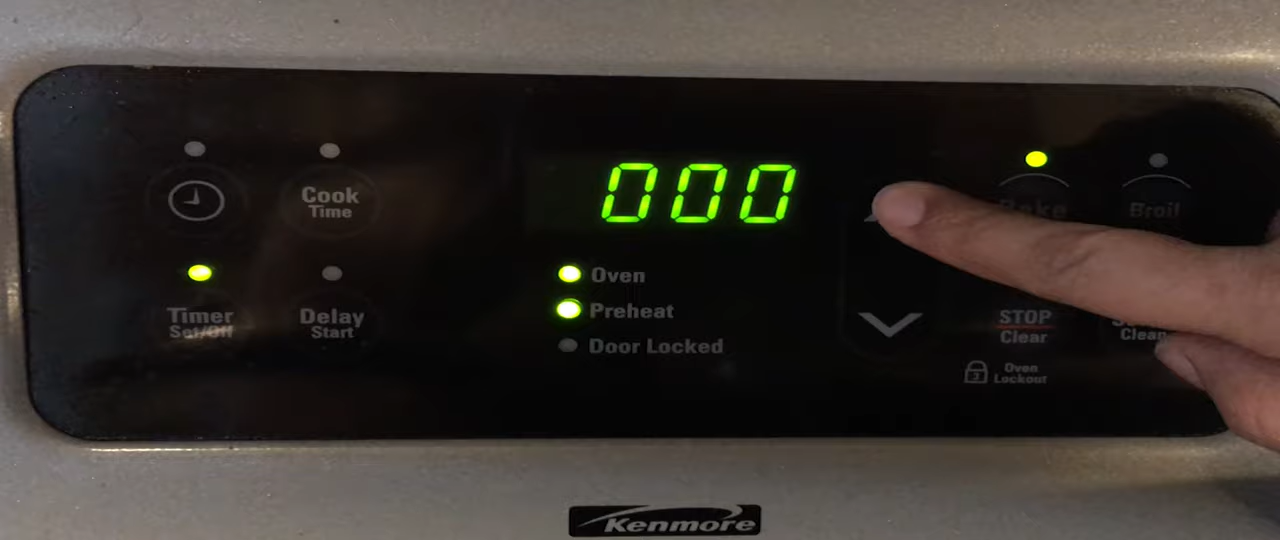 Cook
Time
000
Bake
Broil
Oven
Preheat
Door Locked
Timer
Set/Off
Delay
Start
STOP
Clear
Clean
Oven
Lockout
Kenmore